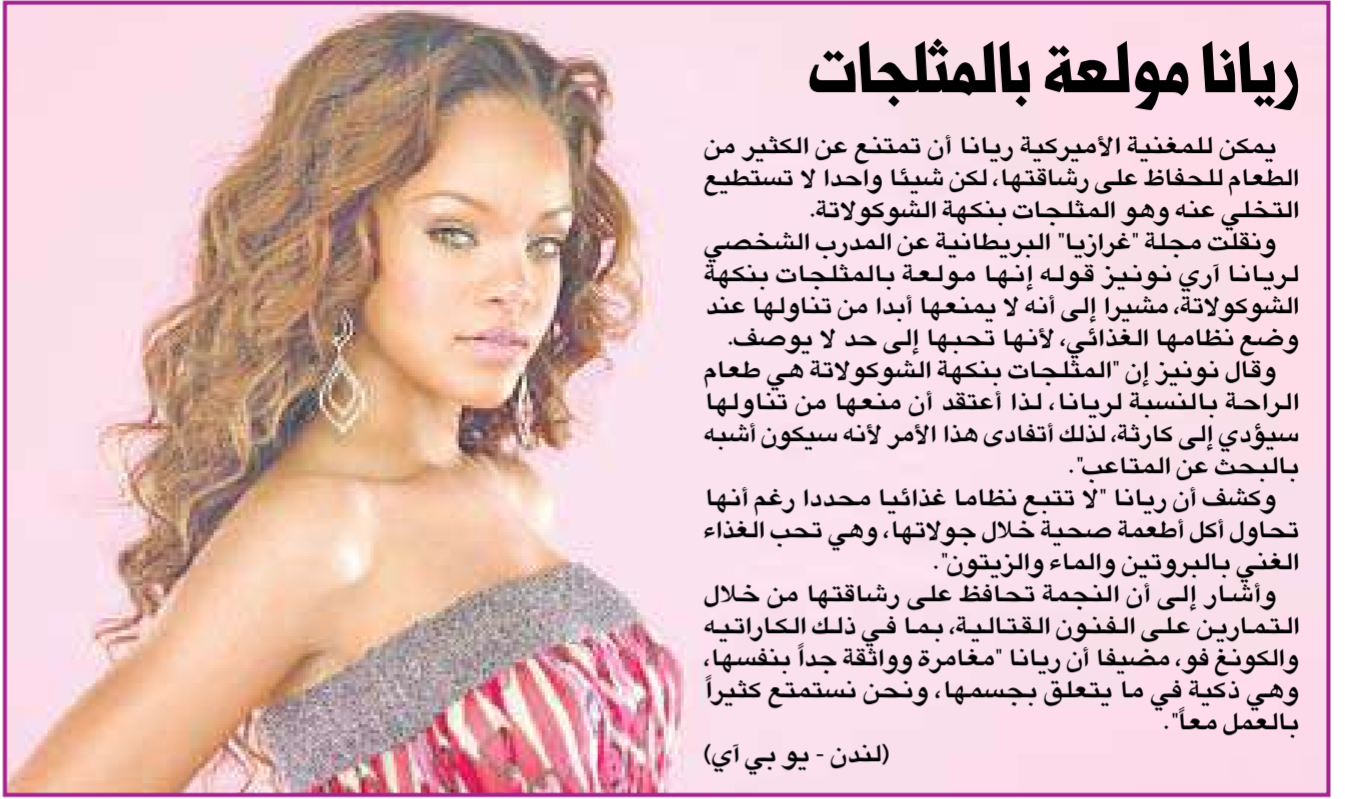 ريانا مولعة بالمثلجات
يمكن للمغنية الأميركية ريانا أن تمتنع عن الكثير من
الطعام للحفاظ على رشاقتها، لكن شيئا واحدا لا تستطيع
التخلي عنه وهو المثلجات بنكهة الشوكولاتة.
ونقلت مجلة "غرازيا" البريطانية عن المدرب الشخصي
لريانا آري نونيز قوله إنها مولعة بالمثلجات بنكهة
الشوكولاتة، مشيرا إلى أنه لا يمنعها أبدا من تناولها عند
وضع نظامها الغذائي، لأنها تحبها إلى حد لا يوصف.
وقال نونيز إن "المثلجات بنكهة الشوكولاتة هي طعام
الراحة بالنسبة لريانا، لذا أعتقد أن منعها من تناولها
سيؤدي إلى كارثة، لذلك أتفادى هذا الأمر لأنه سيكون أشبه
بالبحث عن المتاعب".
وكشف أن ريانا "لا تتبع نظاما غذائيا محددا رغم أنها
تحاول أكل أطعمة صحية خلال جولاتها، وهي تحب الغذاء
الغني بالبروتين والماء والزيتون".
وأشار إلى أن النجمة تحافظ على رشاقتها من خلال
التمارين على الفنون القتالية، بما في ذلك الكاراتيه
والكونغ فو، مضيفا أن ريانا "مغامرة وواثقة جداً بنفسها،
وهي ذكية في ما يتعلق بجسمها، ونحن نستمتع كثيراً
بالعمل معاً".
(لندن - يو بي آي)